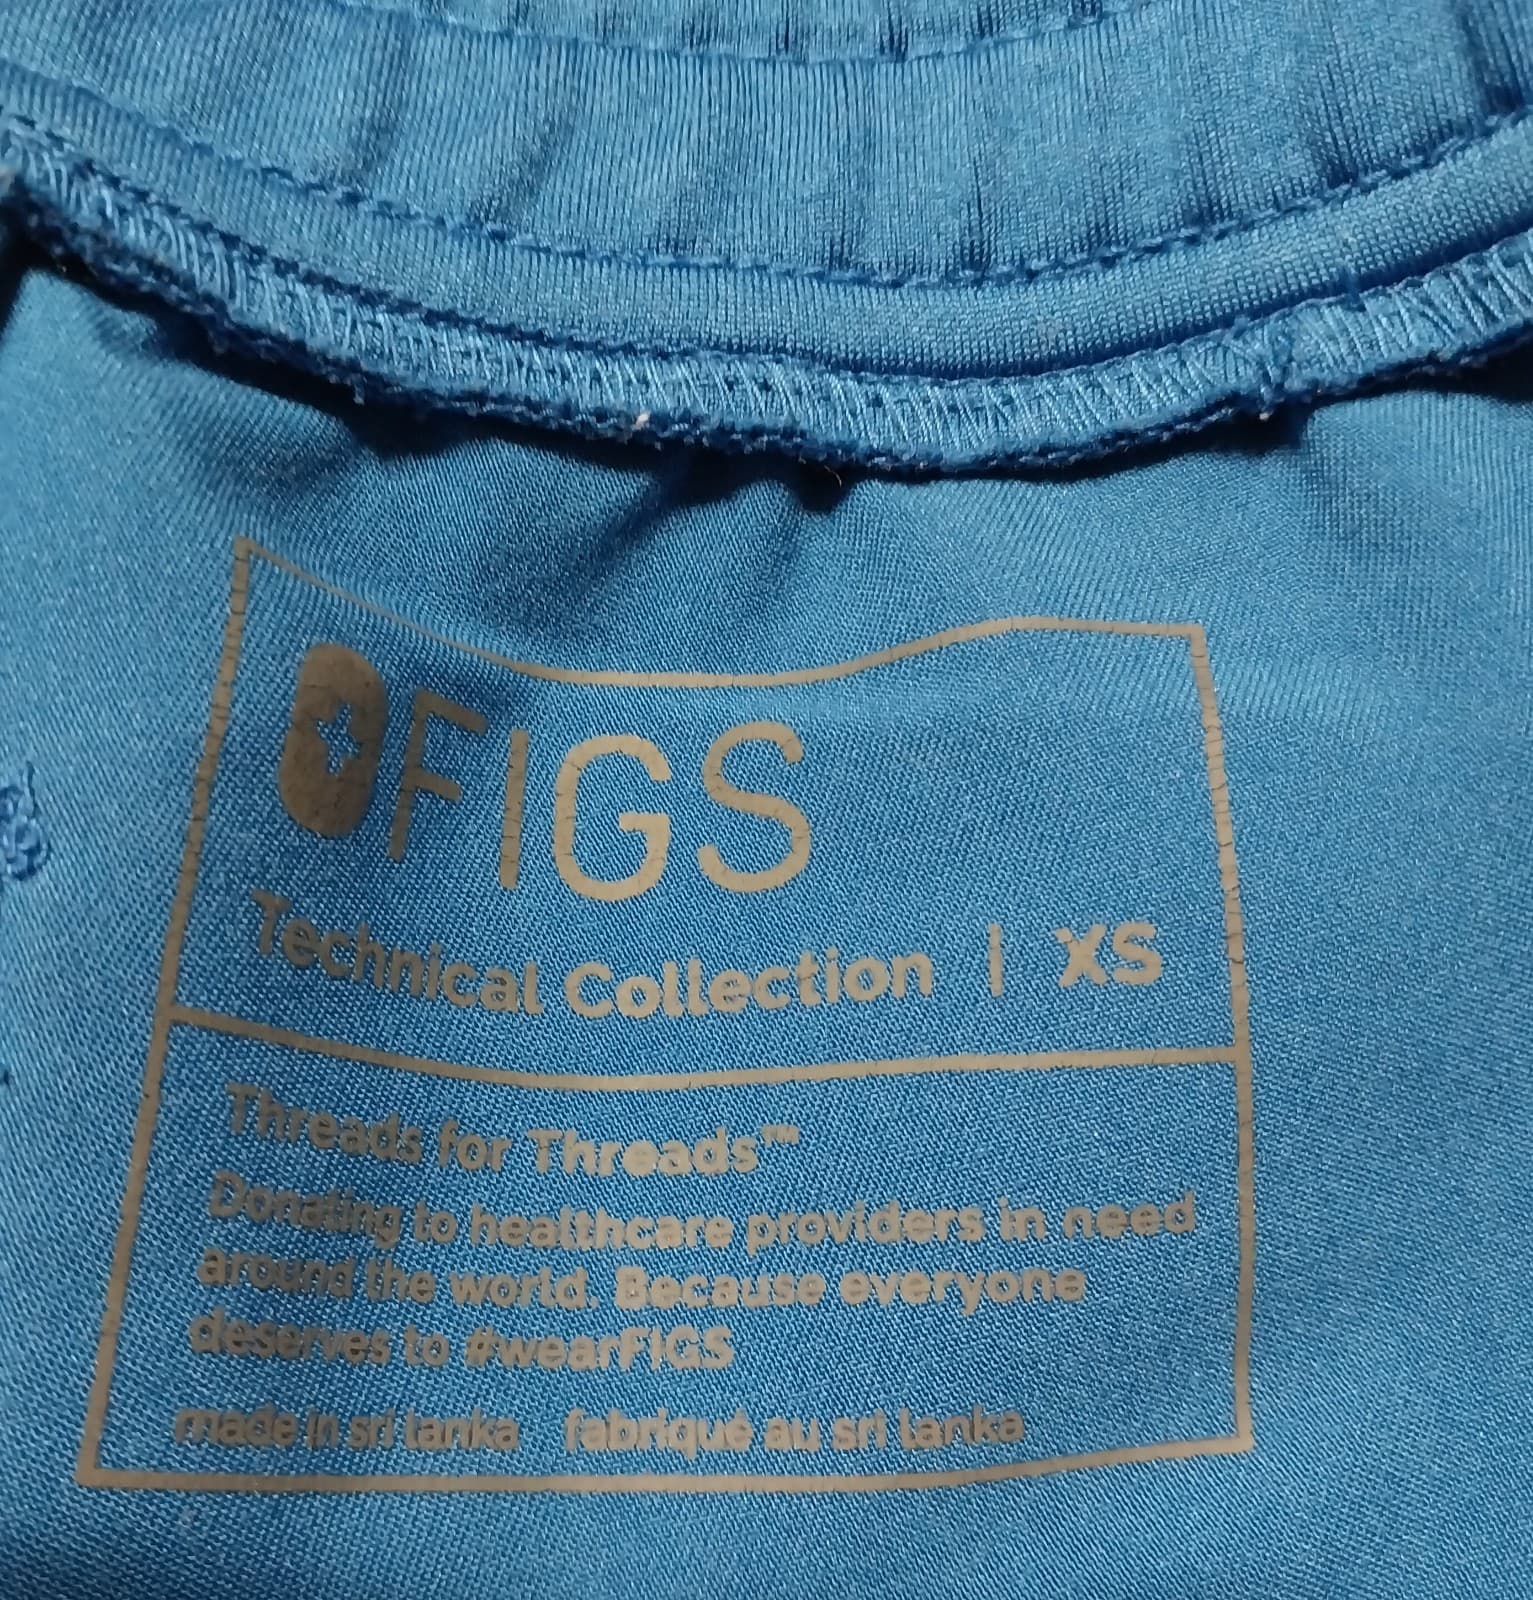 FIGS
Technical Collection | XS
Threads for Threads™
Donating to healthcare providers in need
around the world. Because everyone
deserves to #wearFIGS
made in sri lanka fabriqué au sri lanka